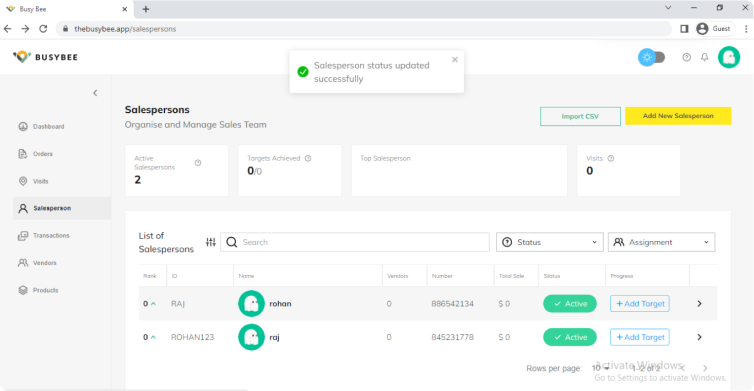 Busy Bee
thebusybee.app/salespersons
Guest
BUSYBEE
Salesperson status updated
successfully
Dashboard
Orders
Visits
Salesperson
Transactions
Vendors
Products
Salespersons
Organise and Manage Sales Team
Import CSV
Add New Salesperson
Active
Salespersons
2
Targets Achieved
0/0
Top Salesperson
Visits
0
List of
Salespersons
Search
Status
Assignment
Rank ID Name Vendors Number Total Sale Status Progress
0 RAJ rohan 0 886542134 $ 0 Active + Add Target
0 ROHAN123 raj 0 845231778 $ 0 Active + Add Target
Rows per page: 10 1-2 of 2
Activate Windows
Go to Settings to activate Windows.